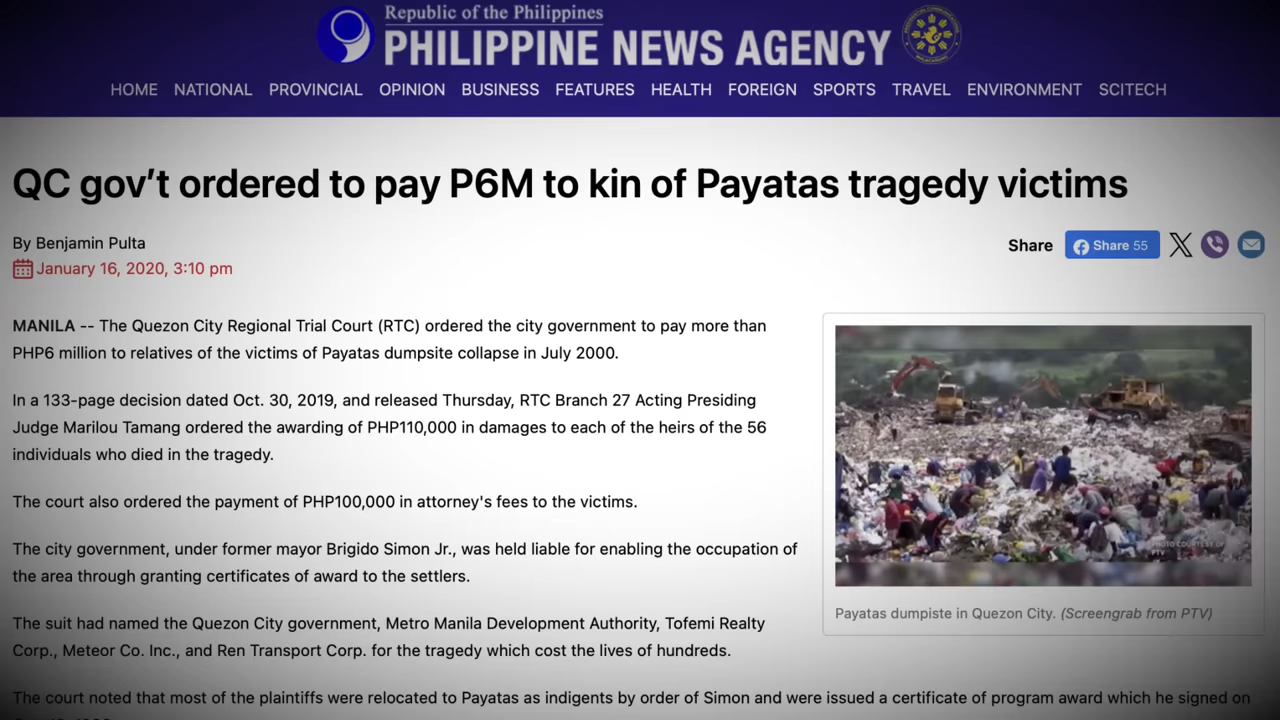 Republic of the Philippines
PHILIPPINE NEWS AGENCY
HOME NATIONAL PROVINCIAL OPINION BUSINESS FEATURES HEALTH FOREIGN SPORTS TRAVEL ENVIRONMENT SCITECH
QC gov't ordered to pay P6M to kin of Payatas tragedy victims
By Benjamin Pulta
January 16, 2020, 3:10 pm
Share
Share 55
MANILA -- The Quezon City Regional Trial Court (RTC) ordered the city government to pay more than
PHP6 million to relatives of the victims of Payatas dumpsite collapse in July 2000.
In a 133-page decision dated Oct. 30, 2019, and released Thursday, RTC Branch 27 Acting Presiding
Judge Marilou Tamang ordered the awarding of PHP110,000 in damages to each of the heirs of the 56
individuals who died in the tragedy.
The court also ordered the payment of PHP100,000 in attorney's fees to the victims.
The city government, under former mayor Brigido Simon Jr., was held liable for enabling the occupation of
the area through granting certificates of award to the settlers.
The suit had named the Quezon City government, Metro Manila Development Authority, Tofemi Realty
Corp., Meteor Co. Inc., and Ren Transport Corp. for the tragedy which cost the lives of hundreds.
The court noted that most of the plaintiffs were relocated to Payatas as indigents by order of Simon and were issued a certificate of program award which he signed on
PHOTO COURTESY OF
PTV
Payatas dumpiste in Quezon City. (Screengrab from PTV)